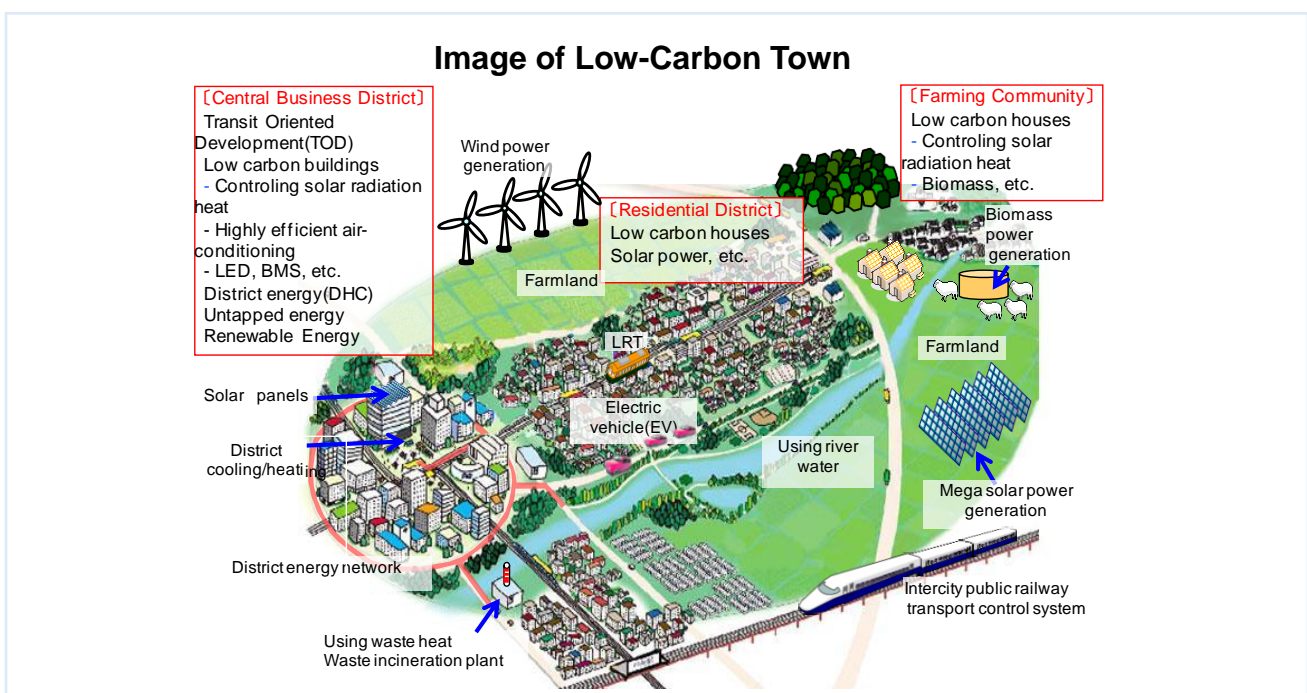 Image of Low-Carbon Town
〔Central Business District〕
Transit Oriented
Development(TOD)
Low carbon buildings
- Controling solar radiation
heat
- Highly efficient air-
conditioning
- LED, BMS, etc.
District energy(DHC)
Untapped energy
Renewable Energy
Wind power
generation
〔Residential District〕
Low carbon houses
Solar power, etc.
〔Farming Community〕
Low carbon houses
- Controling solar
radiation heat
- Biomass, etc.
Biomass
power
generation
Farmland
LRT
Farmland
Solar panels
Electric
vehicle(EV)
District
cooling/heating
Using river
water
Mega solar power
generation
District energy network
Intercity public railway
transport control system
Using waste heat
Waste incineration plant